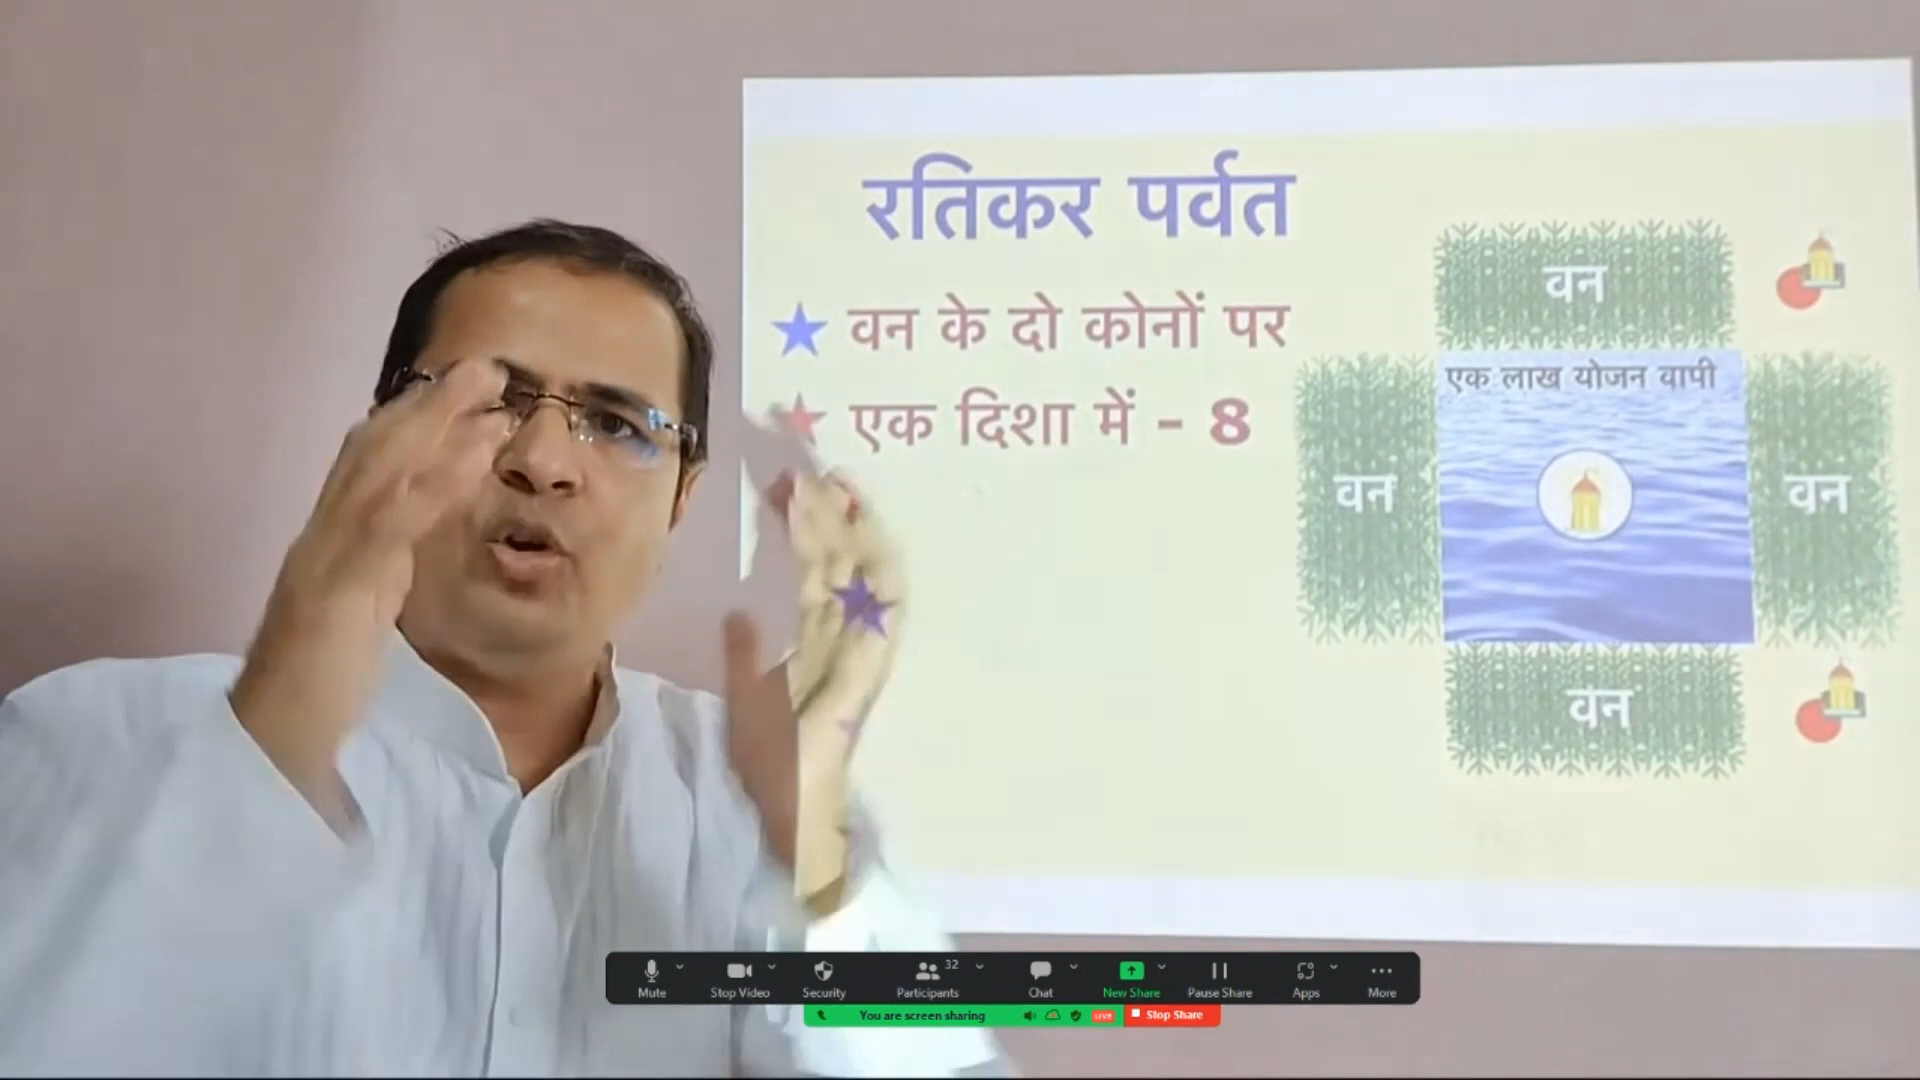 रतिकर पर्वत
वन के दो कोनों पर
एक दिशा में - 8
वन
एक लाख योजन वापी
वन
वन
वन
32
Mute
Stop Video
Security
Participants
Chat
New Share
Pause Share
Apps
More
You are screen sharing
LIVE
Stop Share